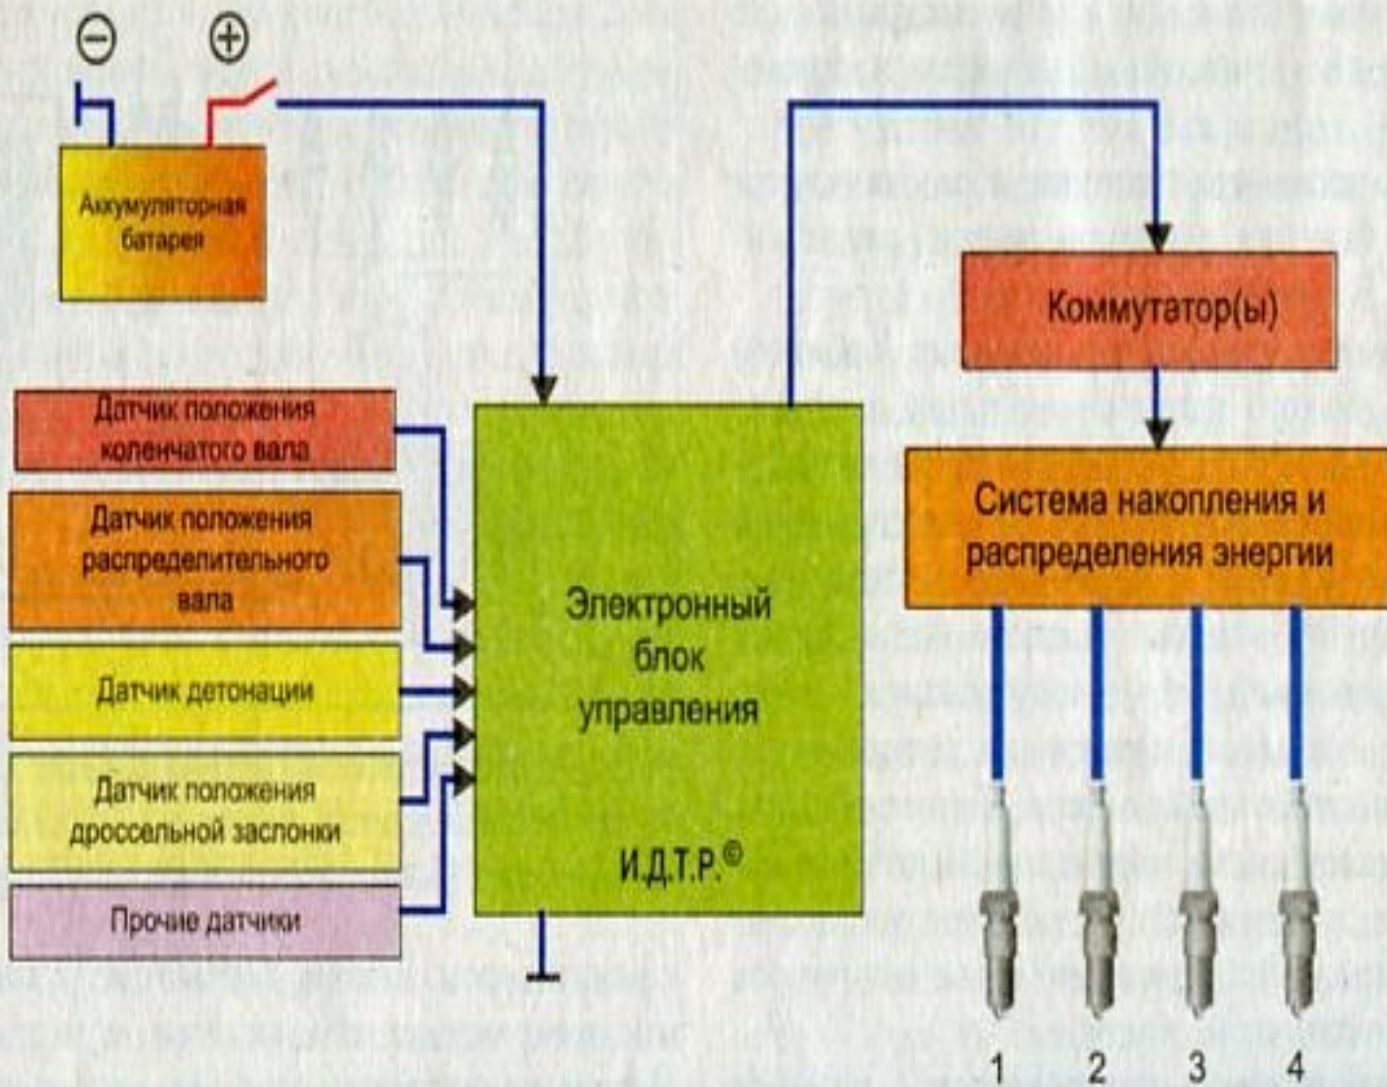 −
+
Аккумуляторная
батарея
Датчик положения
коленчатого вала
Датчик положения
распределительного
вала
Датчик детонации
Датчик положения
дроссельной заслонки
Прочие датчики
Электронный
блок
управления
И.Д.Т.Р.©
Коммутатор(ы)
Система накопления и
распределения энергии
1 2 3 4